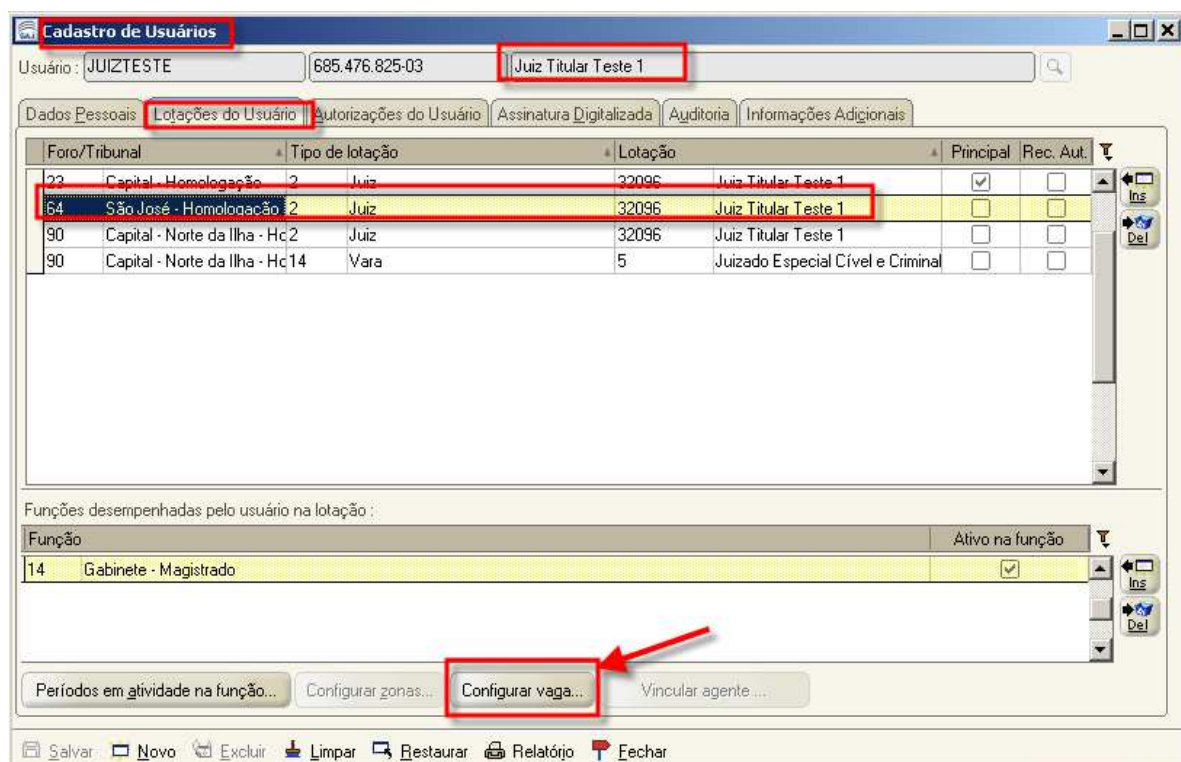 Cadastro de Usuários
Usuário : JUIZTESTE 685.476.825-03 Juiz Titular Teste 1
Dados Pessoais Lotações do Usuário Autorizações do Usuário Assinatura Digitalizada Auditoria Informações Adicionais
Foro/Tribunal Tipo de lotação Lotação Principal Rec. Aut.
23 Capital - Homologação 2 Juiz 32096 Juiz Titular Teste 1
64 São José - Homologação 2 Juiz 32096 Juiz Titular Teste 1
90 Capital - Norte da Ilha - Ho 2 Juiz 32096 Juiz Titular Teste 1
90 Capital - Norte da Ilha - Ho 14 Vara 5 Juizado Especial Cível e Criminal
Ins
Del
Funções desempenhadas pelo usuário na lotação :
Função Ativo na função
14 Gabinete - Magistrado
Ins
Del
Períodos em atividade na função... Configurar zonas... Configurar vaga... Vincular agente ...
Salvar Novo Excluir Limpar Restaurar Relatório Fechar